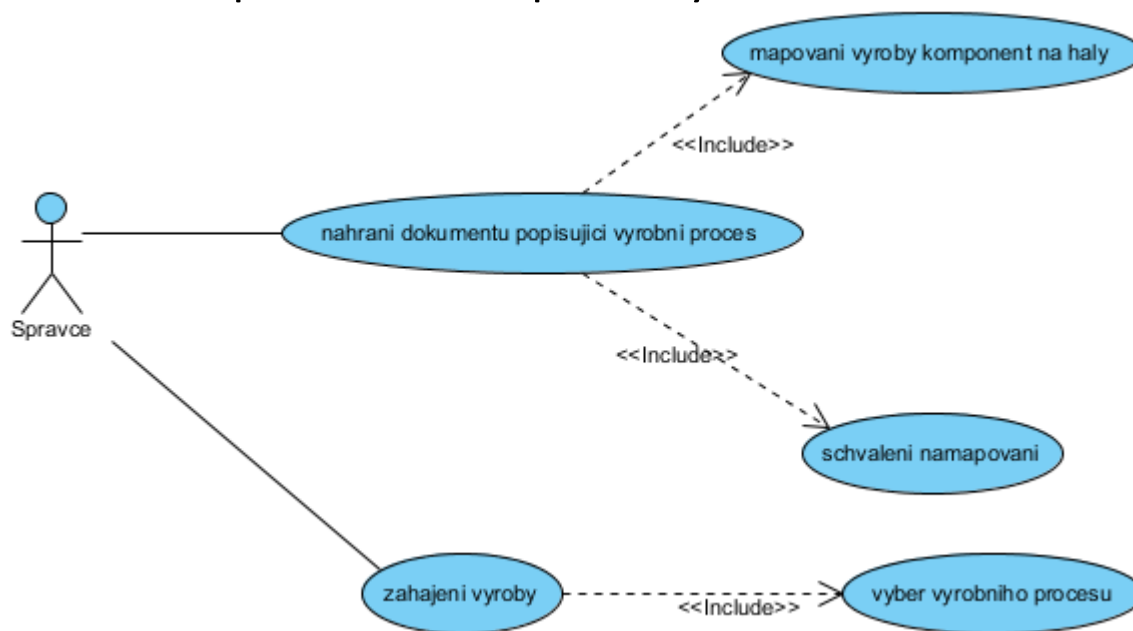 mapovani vyroby komponent na haly
<<Include>>
nahrani dokumentu popisujici vyrobni proces
Spravce
<<Include>>
schvaleni namapovani
zahajeni vyroby
<<Include>>
vyber vyrobniho procesu